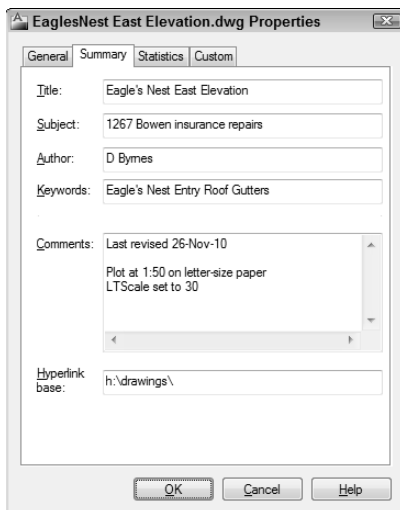 EaglesNest East Elevation.dwg Properties
General Summary Statistics Custom
Title: Eagle's Nest East Elevation
Subject: 1267 Bowen insurance repairs
Author: D Byrnes
Keywords: Eagle's Nest Entry Roof Gutters
Comments: Last revised 26-Nov-10
Plot at 1:50 on letter-size paper
LTScale set to 30
Hyperlink base: h:\drawings\
OK Cancel Help